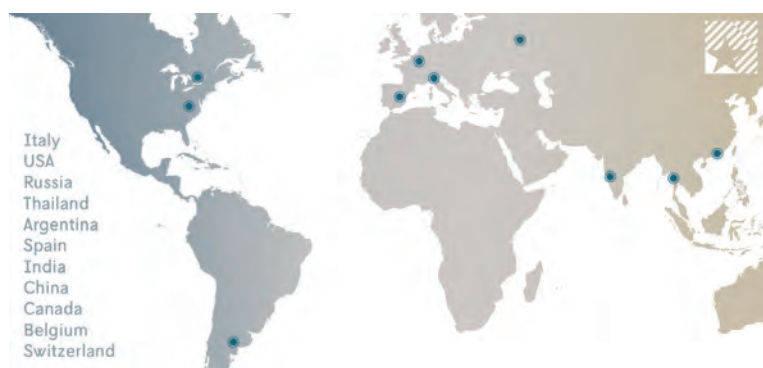 Italy
USA
Russia
Thailand
Argentina
Spain
India
China
Canada
Belgium
Switzerland